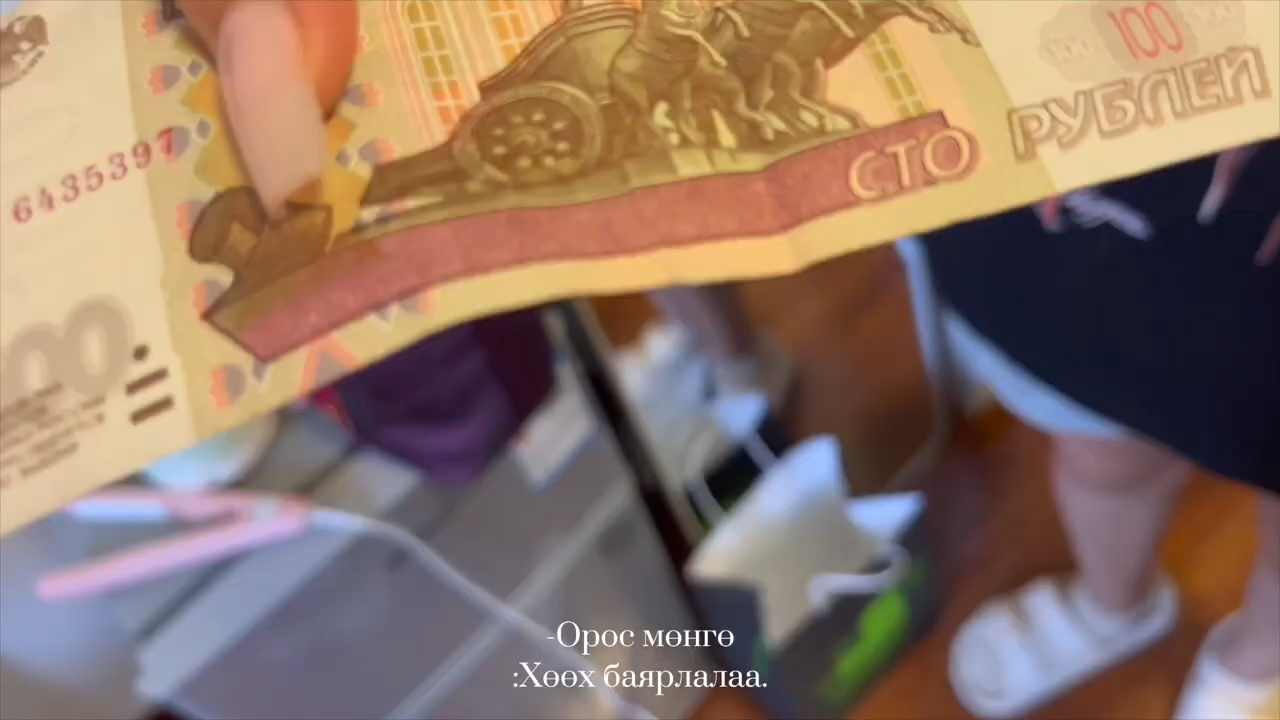 100
РУБЛЕЙ
СТО
6435397
-Орос мөнгө
:Хөөх баярлалаа.